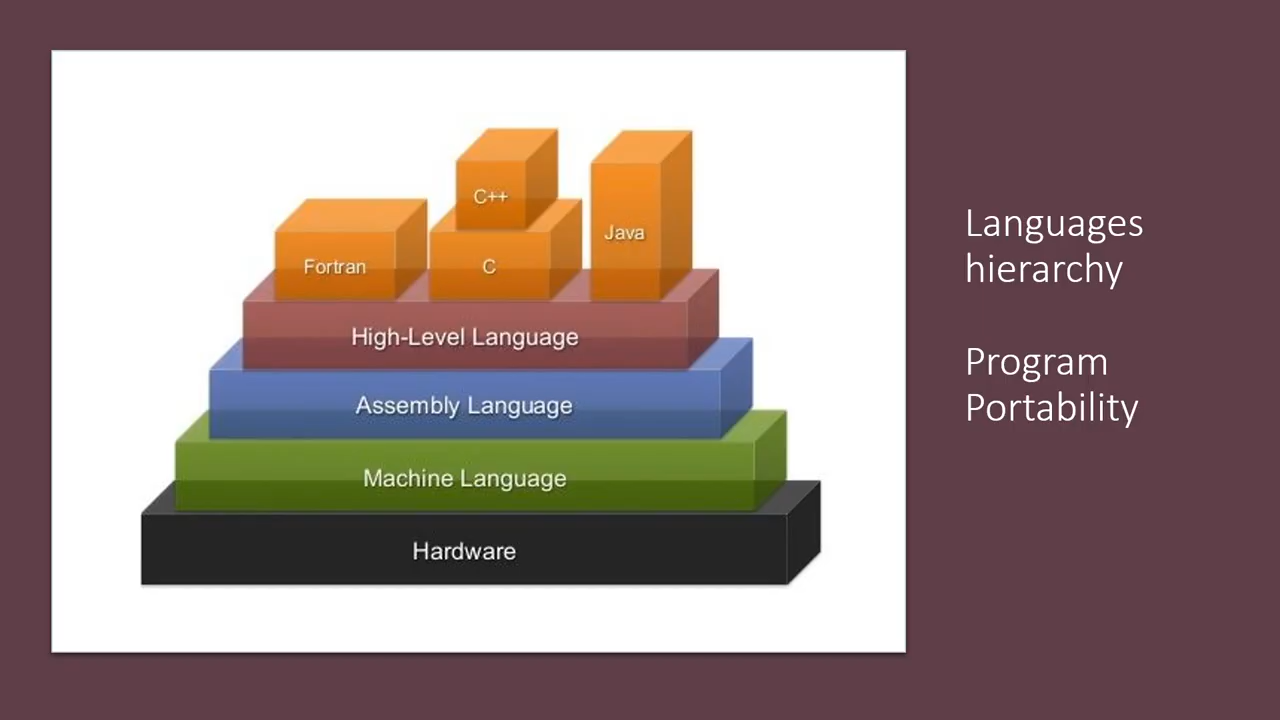 C++
Java
Fortran
C
High-Level Language
Assembly Language
Machine Language
Hardware
Languages
hierarchy
Program
Portability